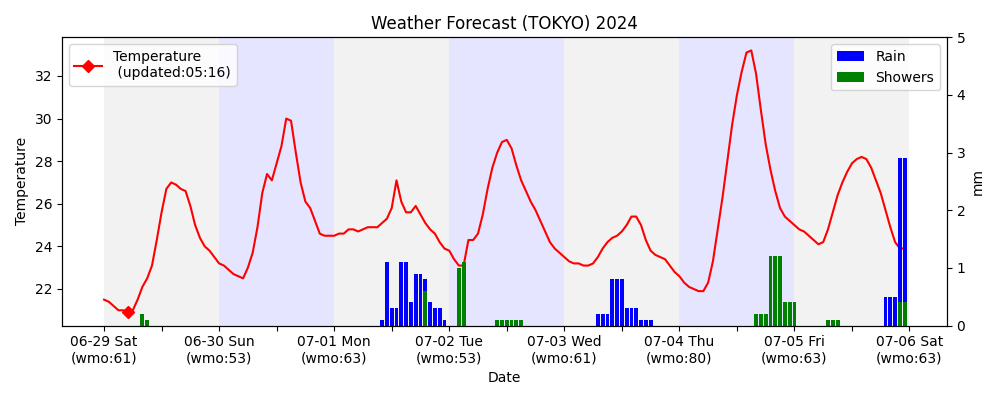 Weather Forecast (TOKYO) 2024
Temperature
(updated:05:16)
Rain
Showers
Temperature
32
30
28
26
24
22
5
4
3
2
1
0
mm
06-29 Sat
(wmo:61)
06-30 Sun
(wmo:53)
07-01 Mon
(wmo:63)
07-02 Tue
(wmo:53)
07-03 Wed
(wmo:61)
07-04 Thu
(wmo:80)
07-05 Fri
(wmo:63)
07-06 Sat
(wmo:63)
Date